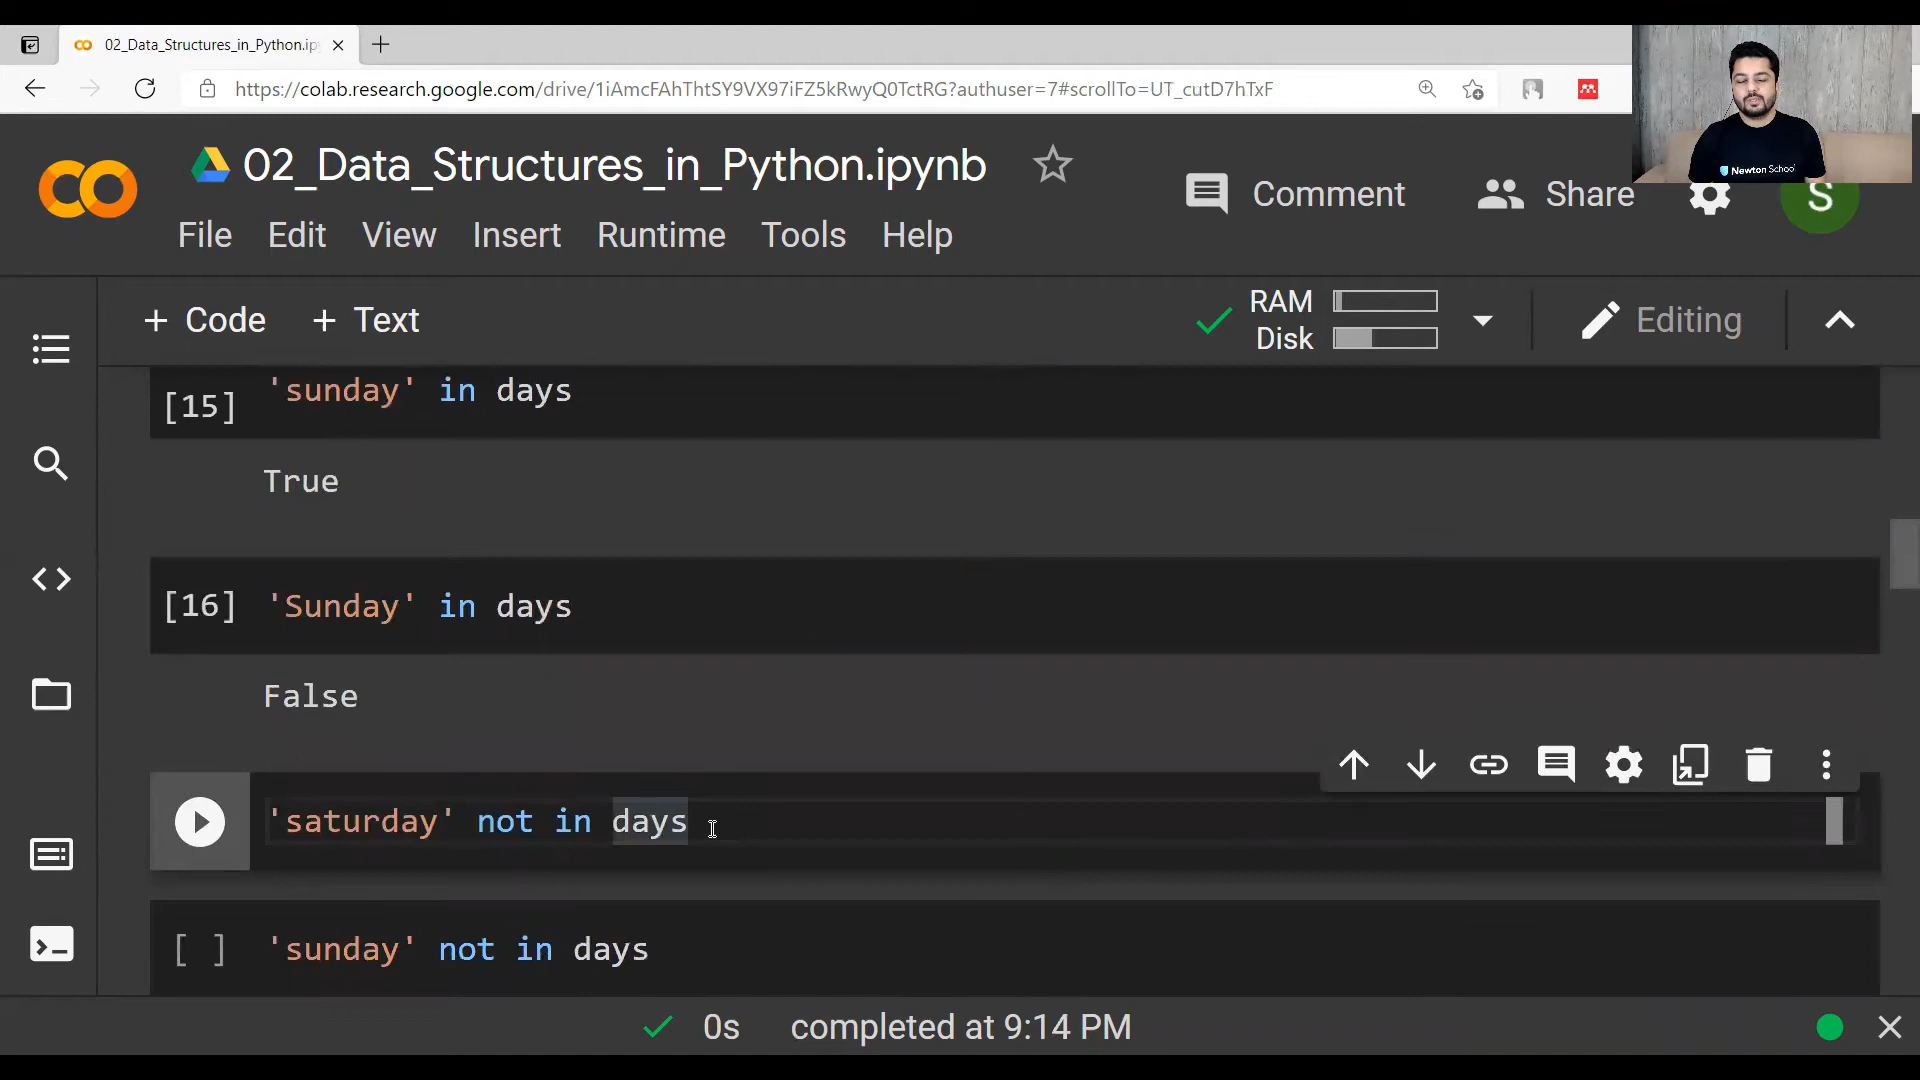 02_Data_Structures_in_Python.ip
https://colab.research.google.com/drive/1iAmcFAhThtSY9VX97iFZ5kRwyQ0TctRG?authuser=7#scrollTo=UT_cutD7hTxF
02_Data_Structures_in_Python.ipynb
Comment
Share
S
Newton School
File Edit View Insert Runtime Tools Help
+ Code + Text
RAM
Disk
Editing
[15] 'sunday' in days
True
[16] 'Sunday' in days
False
'saturday' not in days
[ ] 'sunday' not in days
0s completed at 9:14 PM